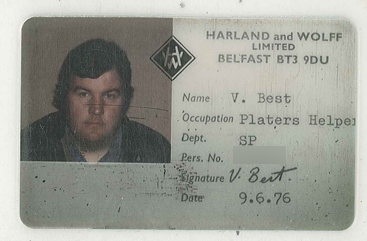 HARLAND and WOLFF
LIMITED
BELFAST BT3 9DU
Name V. Best
Occupation Platers Helper
Dept. SP
Pers. No.
Signature V. Best
Date 9.6.76